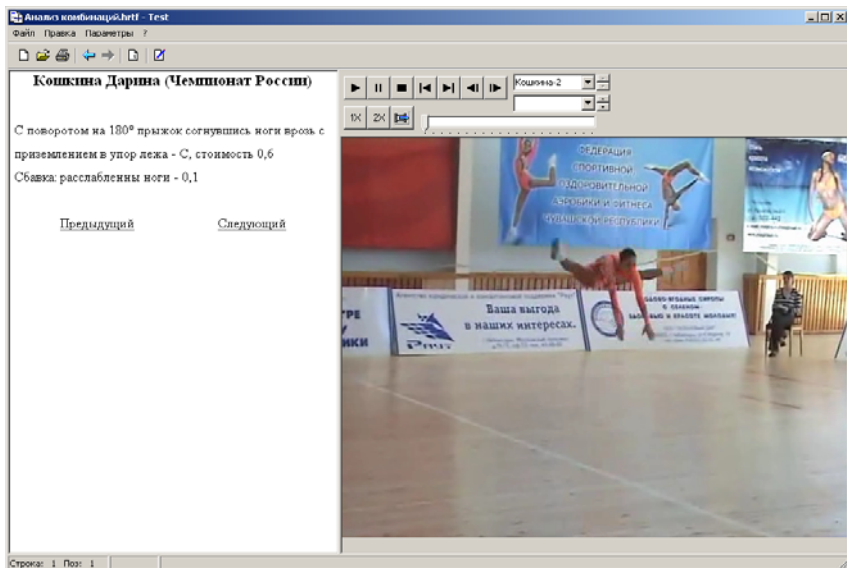 Анализ комбинаций.hrtf - Test
Файл Правка Параметры ?
Кошкина Дарина (Чемпионат России)
С поворотом на 180° прыжок согнувшись ноги врозь с
приземлением в упор лежа - С, стоимость 0,6
Сбавка: расслабленны ноги - 0,1
Предыдущий Следующий
Кошкина-2
1X 2X
ФЕДЕРАЦИЯ
СПОРТИВНОЙ
ОЗДОРОВИТЕЛЬНОЙ
АЭРОБИКИ И ФИТНЕСА
ЧУВАШСКОЙ РЕСПУБЛИКИ
Ваша выгода
в наших интересах.
Раут
Строка: 1 Поз: 1